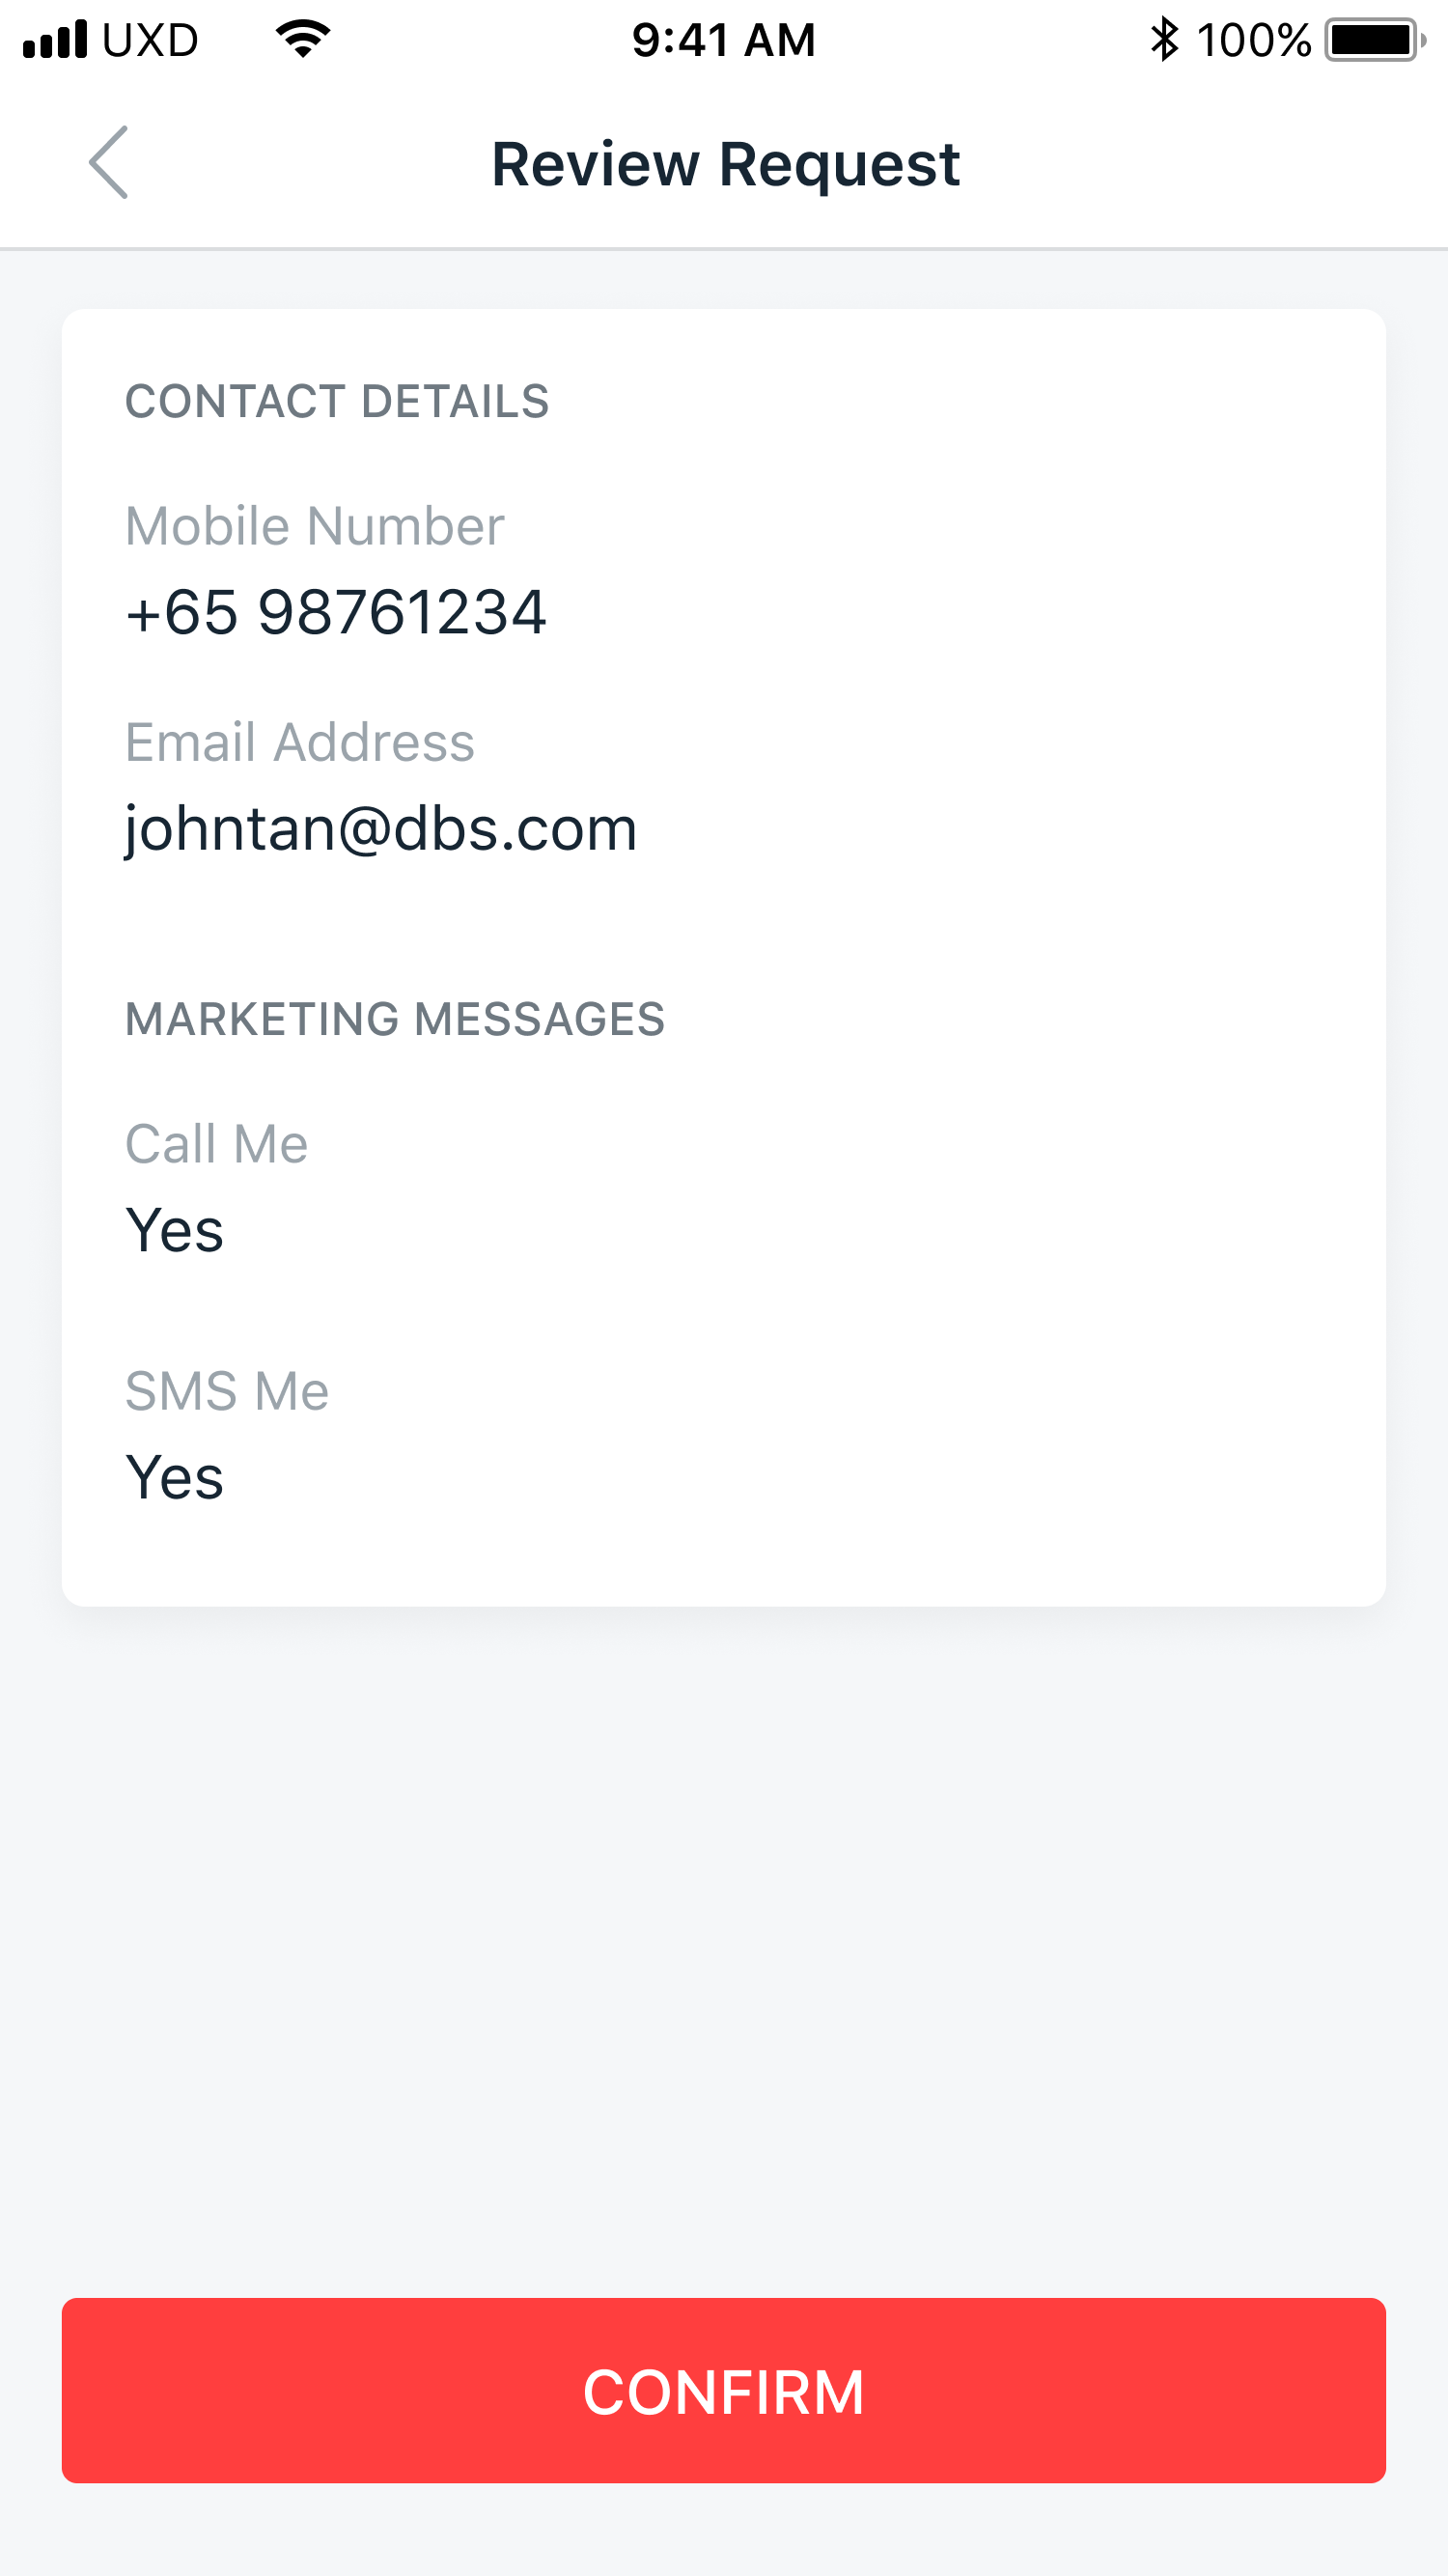 UXD 9:41 AM 100%
Review Request
CONTACT DETAILS
Mobile Number
+65 98761234
Email Address
johntan@dbs.com
MARKETING MESSAGES
Call Me
Yes
SMS Me
Yes
CONFIRM